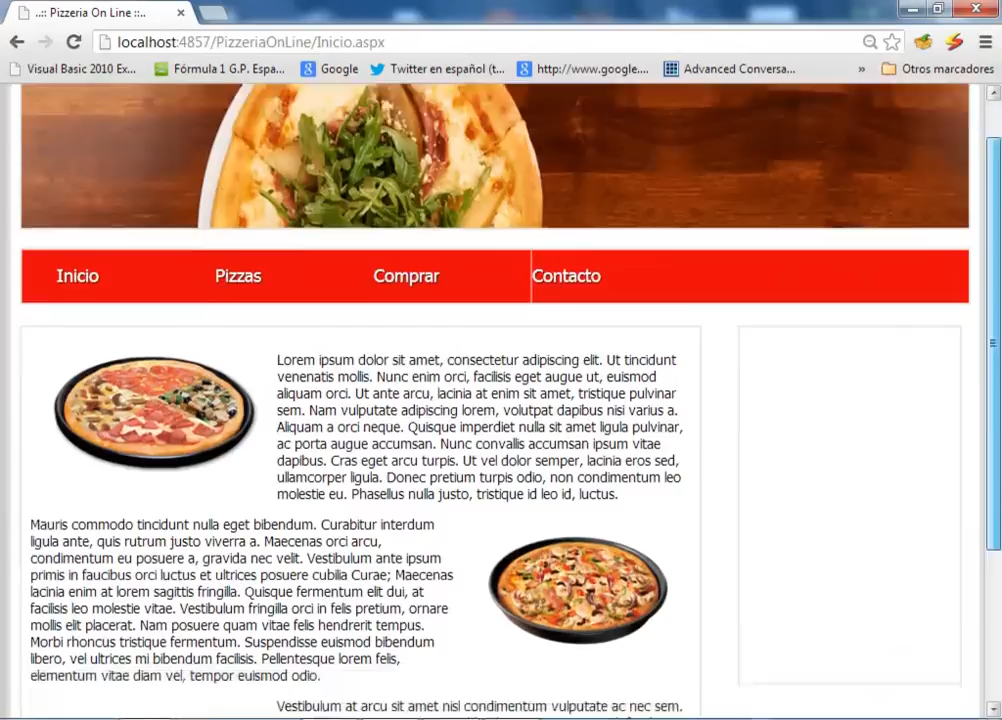 ..:: Pizzeria On Line ::..
localhost:4857/PizzeriaOnLine/Inicio.aspx
Visual Basic 2010 Ex... Fórmula 1 G.P. Espa... Google Twitter en español (t... http://www.google.... Advanced Conversa... » Otros marcadores
Inicio Pizzas Comprar Contacto
Lorem ipsum dolor sit amet, consectetur adipiscing elit. Ut tincidunt
venenatis mollis. Nunc enim orci, facilisis eget augue ut, euismod
aliquam orci. Ut ante arcu, lacinia at enim sit amet, tristique pulvinar
sem. Nam vulputate adipiscing lorem, volutpat dapibus nisi varius a.
Aliquam a orci neque. Quisque imperdiet nulla sit amet ligula pulvinar,
ac porta augue accumsan. Nunc convallis accumsan ipsum vitae
dapibus. Cras eget arcu turpis. Ut vel dolor semper, lacinia eros sed,
ullamcorper ligula. Donec pretium turpis odio, non condimentum leo
molestie eu. Phasellus nulla justo, tristique id leo id, luctus.
Mauris commodo tincidunt nulla eget bibendum. Curabitur interdum
ligula ante, quis rutrum justo viverra a. Maecenas orci arcu,
condimentum eu posuere a, gravida nec velit. Vestibulum ante ipsum
primis in faucibus orci luctus et ultrices posuere cubilia Curae; Maecenas
lacinia enim at lorem sagittis fringilla. Quisque fermentum elit dui, at
facilisis leo molestie vitae. Vestibulum fringilla orci in felis pretium, ornare
mollis elit placerat. Nam posuere quam vitae felis hendrerit tempus.
Morbi rhoncus tristique fermentum. Suspendisse euismod bibendum
libero, vel ultrices mi bibendum facilisis. Pellentesque lorem felis,
elementum vitae diam vel, tempor euismod odio.
Vestibulum at arcu sit amet nisl condimentum vulputate ac nec sem.